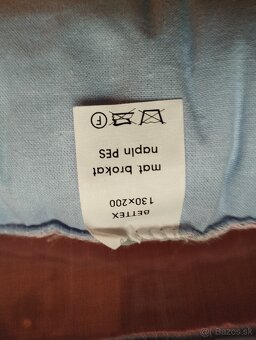 BETTEX
130x200
mat brokat
napln PES
F
Bazos.sk